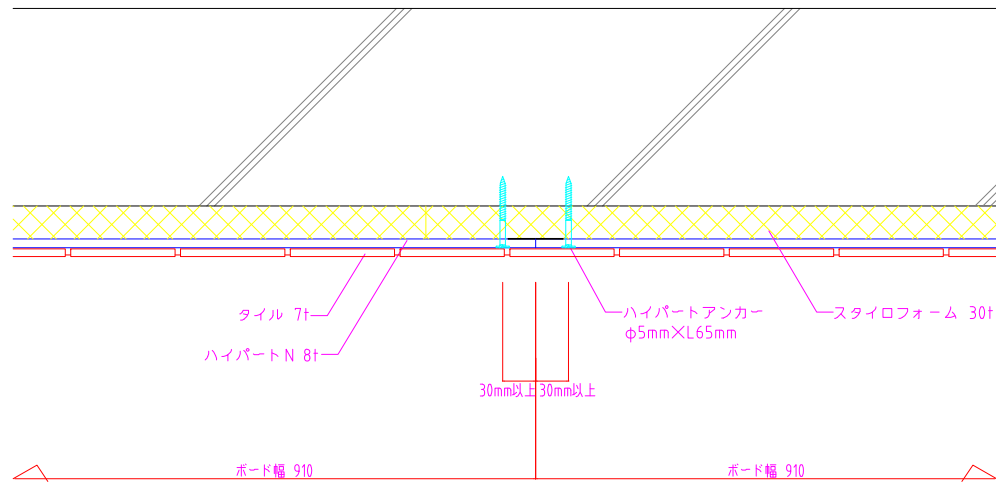 タイル 7t
ハイパートN 8t
ハイパートアンカー
φ5mm×L65mm
スタイロフォーム 30t
30mm以上 30mm以上
ボード幅 910
ボード幅 910